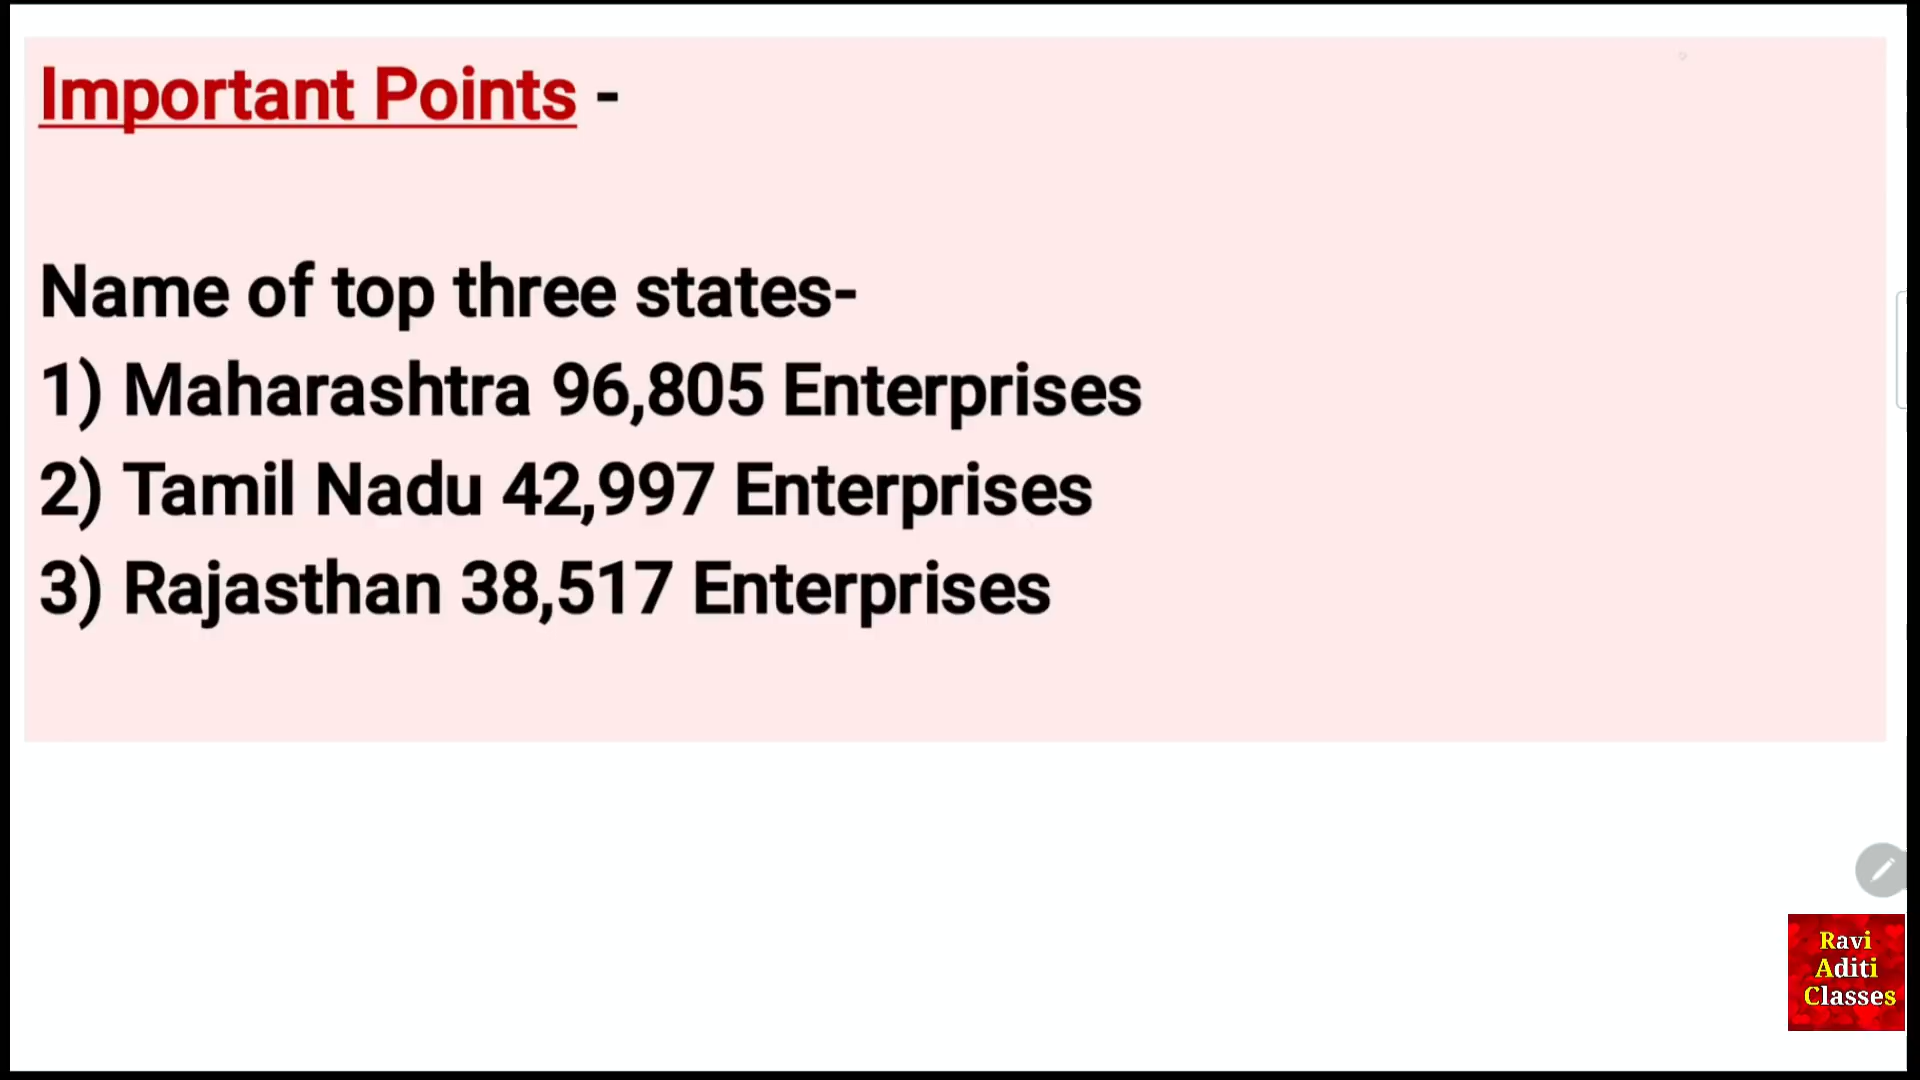 Important Points -
Name of top three states-
1) Maharashtra 96,805 Enterprises
2) Tamil Nadu 42,997 Enterprises
3) Rajasthan 38,517 Enterprises
Ravi
Aditi
Classes